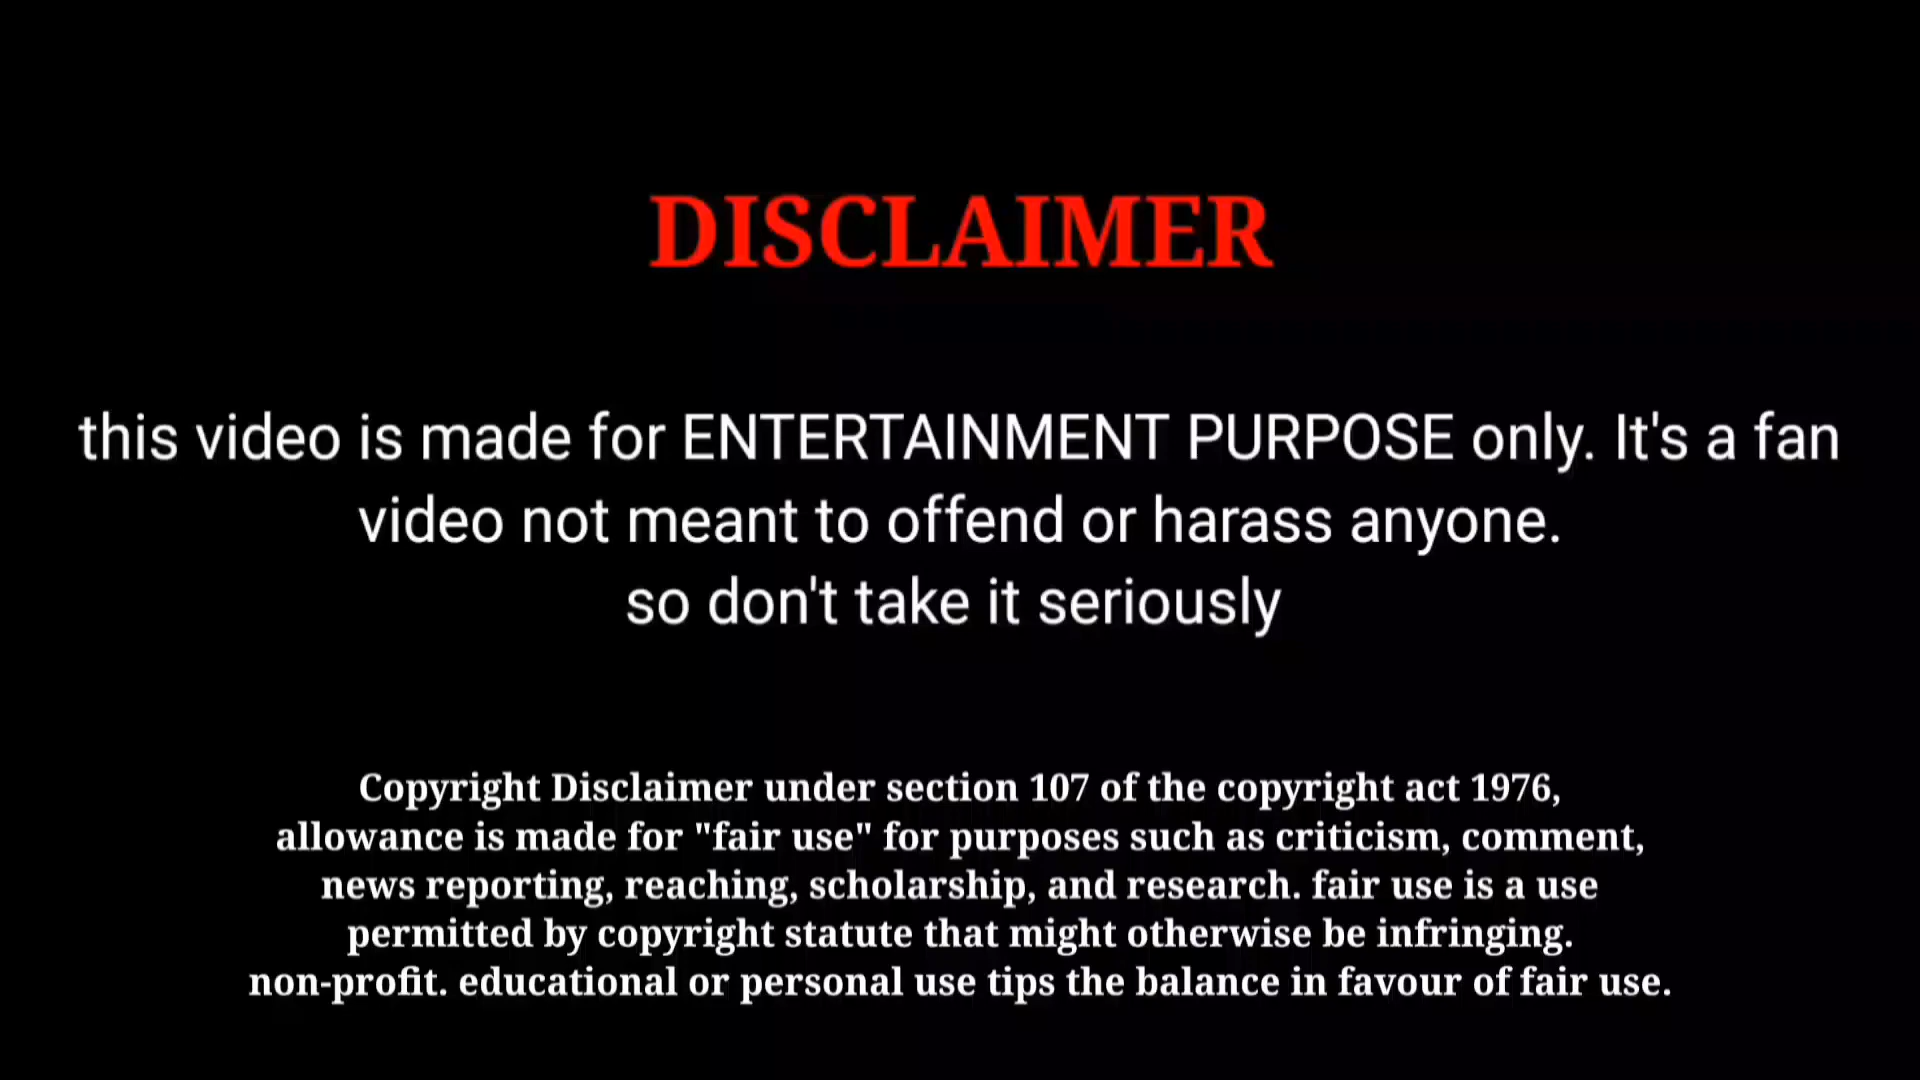 DISCLAIMER
this video is made for ENTERTAINMENT PURPOSE only. It's a fan
video not meant to offend or harass anyone.
so don't take it seriously
Copyright Disclaimer under section 107 of the copyright act 1976,
allowance is made for "fair use" for purposes such as criticism, comment,
news reporting, reaching, scholarship, and research. fair use is a use
permitted by copyright statute that might otherwise be infringing.
non-profit. educational or personal use tips the balance in favour of fair use.